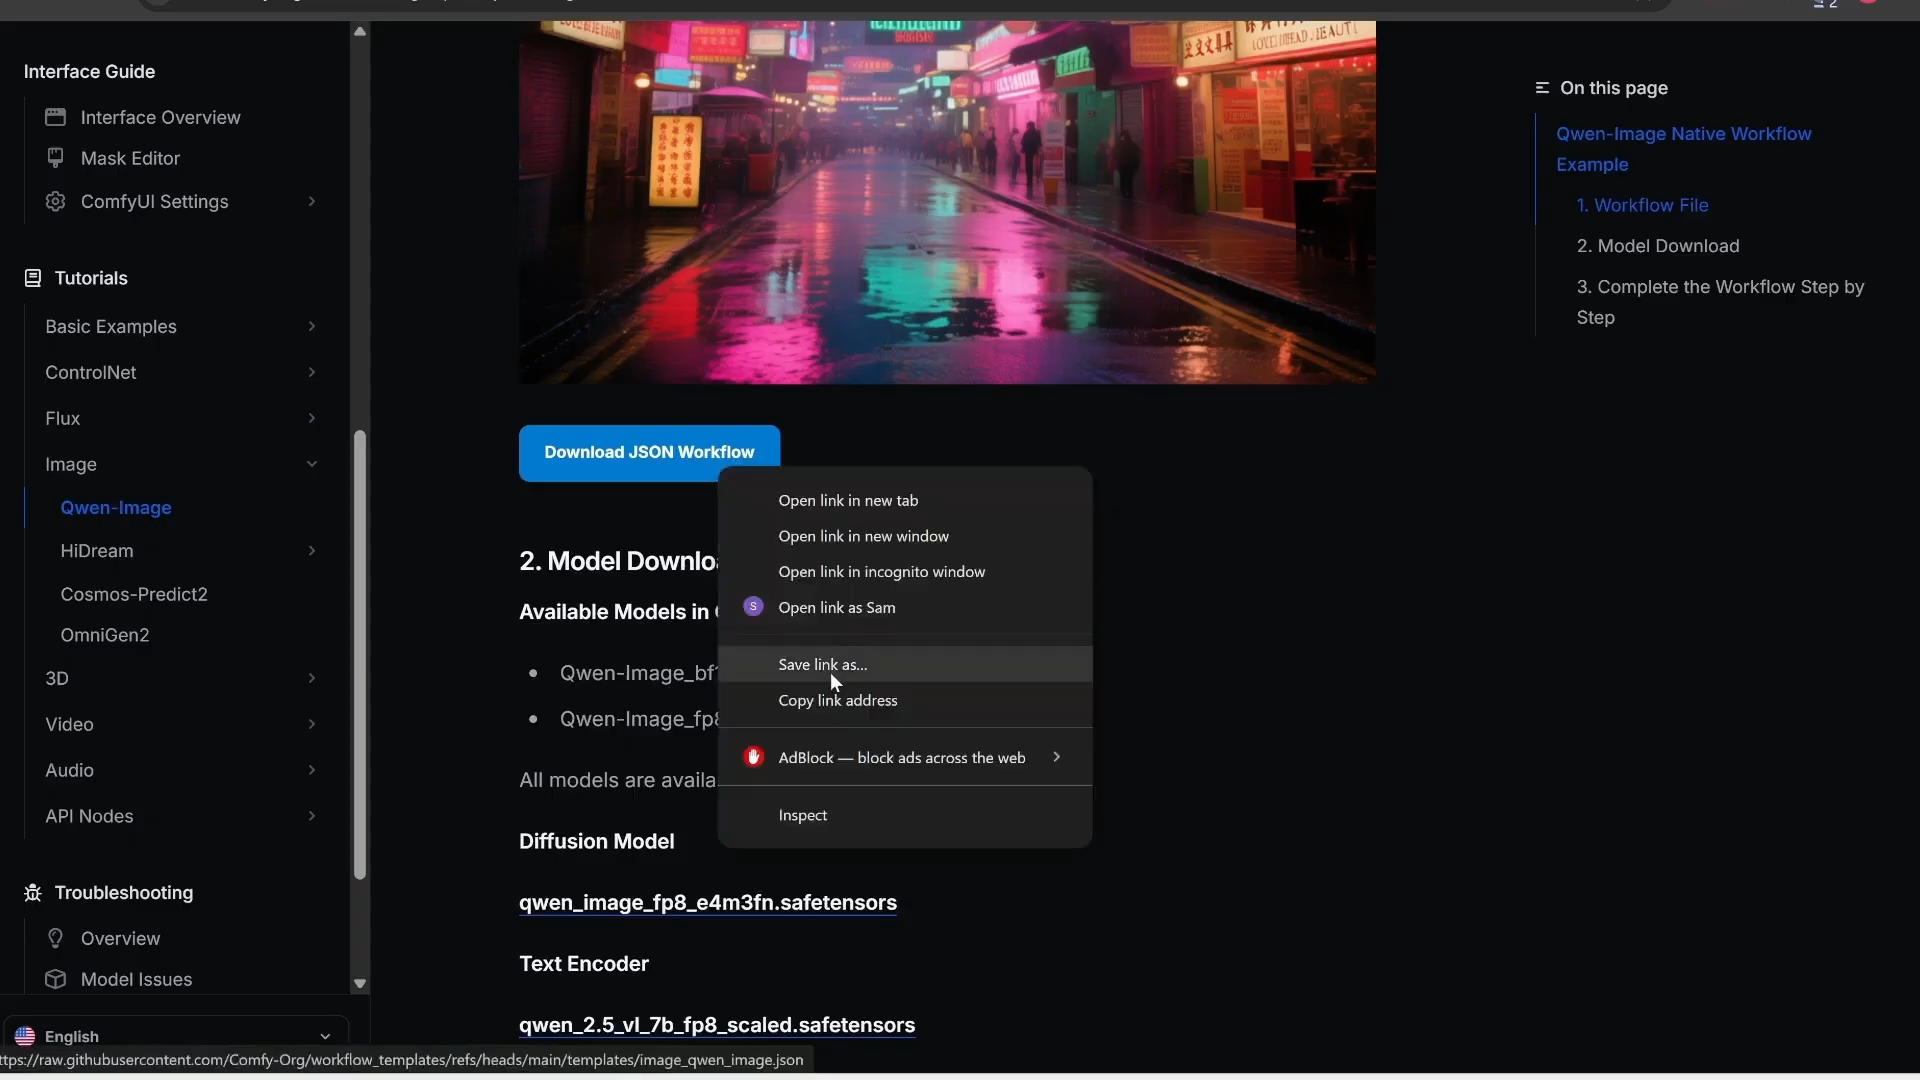 Interface Guide
Interface Overview
Mask Editor
ComfyUI Settings
Tutorials
Basic Examples
ControlNet
Flux
Image
Qwen-Image
HiDream
Cosmos-Predict2
OmniGen2
3D
Video
Audio
API Nodes
Troubleshooting
Overview
Model Issues
English
Download JSON Workflow
Open link in new tab
Open link in new window
Open link in incognito window
S
Open link as Sam
Save link as...
Copy link address
AdBlock — block ads across the web
Inspect
2. Model Downlo
Available Models in
Qwen-Image_bf
Qwen-Image_fp8
All models are availa
Diffusion Model
qwen_image_fp8_e4m3fn.safetensors
Text Encoder
qwen_2.5_vl_7b_fp8_scaled.safetensors
On this page
Qwen-Image Native Workflow
Example
1. Workflow File
2. Model Download
3. Complete the Workflow Step by
Step
ttps://raw.githubusercontent.com/Comfy-Org/workflow_templates/refs/heads/main/templates/image_qwen_image.json
2